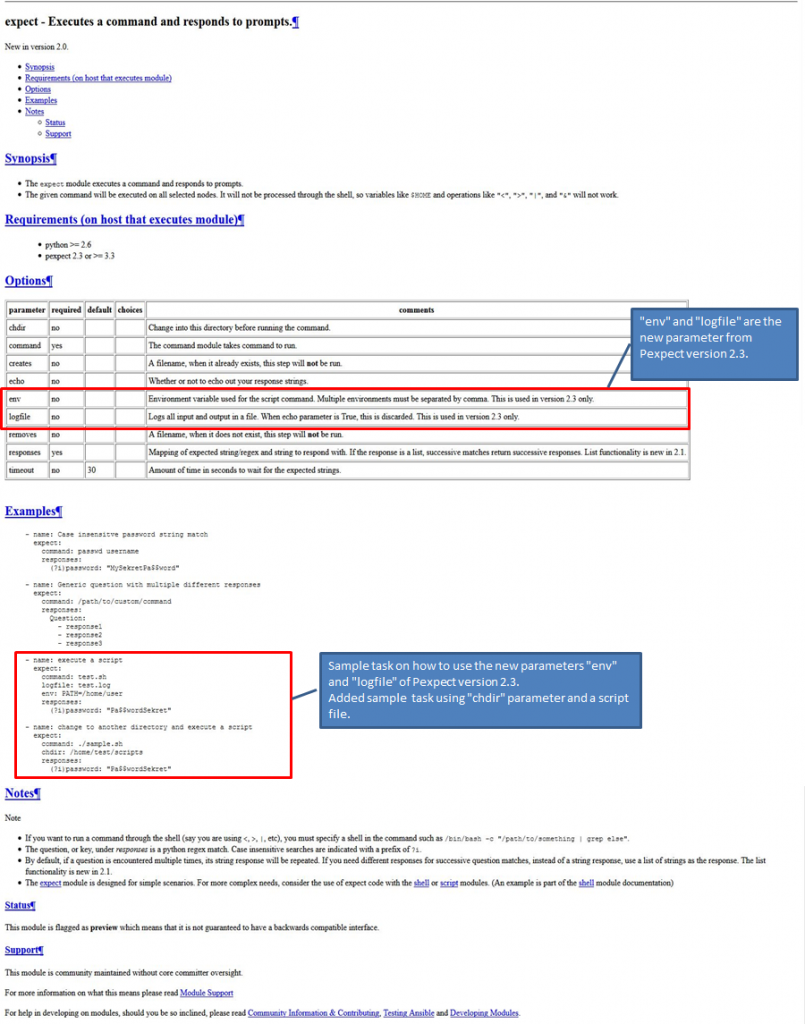 expect - Executes a command and responds to prompts.¶
New in version 2.0.
• Synopsis
• Requirements (on host that executes module)
• Options
• Examples
• Notes
○ Status
○ Support
Synopsis¶
• The expect module executes a command and responds to prompts.
• The given command will be executed on all selected nodes. It will not be processed through the shell, so variables like $HOME and operations like "<", ">", "|", and "&" will not work.
Requirements (on host that executes module)¶
• python >= 2.6
• pexpect 2.3 or >= 3.3
Options¶
parameter required default choices comments
chdir no Change into this directory before running the command.
command yes The command module takes command to run.
creates no A filename, when it already exists, this step will not be run.
echo no Whether or not to echo out your response strings.
env no Environment variable used for the script command. Multiple environments must be separated by comma. This is used in version 2.3 only.
logfile no Logs all input and output in a file. When echo parameter is True, this is discarded. This is used in version 2.3 only.
removes no A filename, when it does not exist, this step will not be run.
responses yes Mapping of expected string/regex and string to respond with. If the response is a list, successive matches return successive responses. List functionality is new in 2.1.
timeout no 30 Amount of time in seconds to wait for the expected strings.
"env" and "logfile" are the
new parameter from
Pexpect version 2.3.
Examples¶
- name: Case insensitve password string match
expect:
command: passwd username
responses:
(?i)password: "MySekretPa$$word"
- name: Generic question with multiple different responses
expect:
command: /path/to/custom/command
responses:
Question:
- response1
- response2
- response3
- name: execute a script
expect:
command: test.sh
logfile: test.log
env: PATH=/home/user
responses:
(?i)password: "Pa$$wordSekret"
- name: change to another directory and execute a script
expect:
command: ./sample.sh
chdir: /home/test/scripts
responses:
(?i)password: "Pa$$wordSekret"
Sample task on how to use the new parameters "env"
and "logfile" of Pexpect version 2.3.
Added sample task using "chdir" parameter and a script
file.
Notes¶
Note
• If you want to run a command through the shell (say you are using <, >, |, etc), you must specify a shell in the command such as /bin/bash -c "/path/to/something | grep else".
• The question, or key, under responses is a python regex match. Case insensitive searches are indicated with a prefix of ?i.
• By default, if a question is encountered multiple times, its string response will be repeated. If you need different responses for successive question matches, instead of a string response, use a list of strings as the response. The list
functionality is new in 2.1.
• The expect module is designed for simple scenarios. For more complex needs, consider the use of expect code with the shell or script modules. (An example is part of the shell module documentation)
Status¶
This module is flagged as preview which means that it is not guaranteed to have a backwards compatible interface.
Support¶
This module is community maintained without core committer oversight.
For more information on what this means please read Module Support
For help in developing on modules, should you be so inclined, please read Community Information & Contributing, Testing Ansible and Developing Modules.